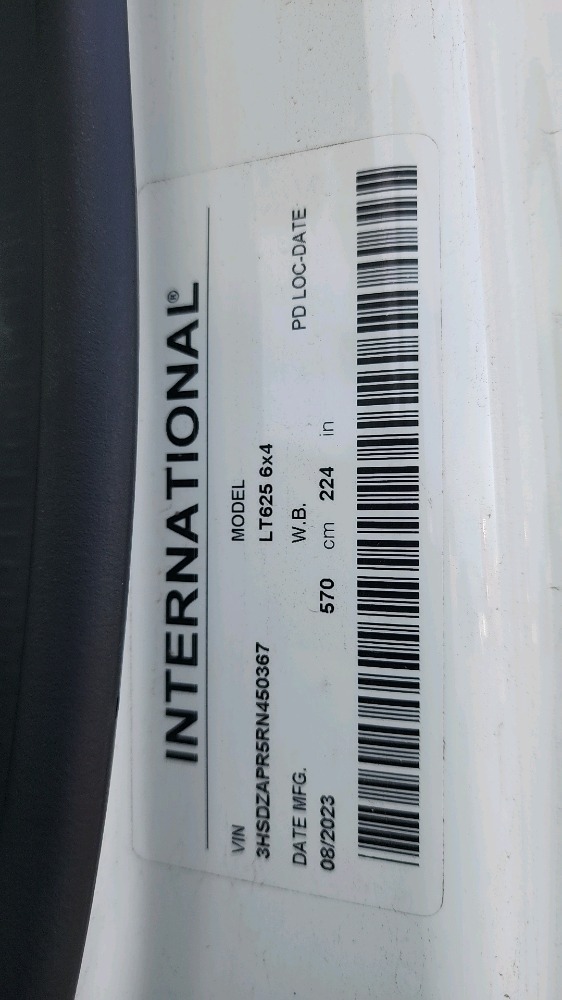 INTERNATIONAL®
VIN MODEL
3HSDZAPR5RN450367 LT625 6x4
DATE MFG. W.B. PD LOC-DATE
08/2023 570 cm 224 in